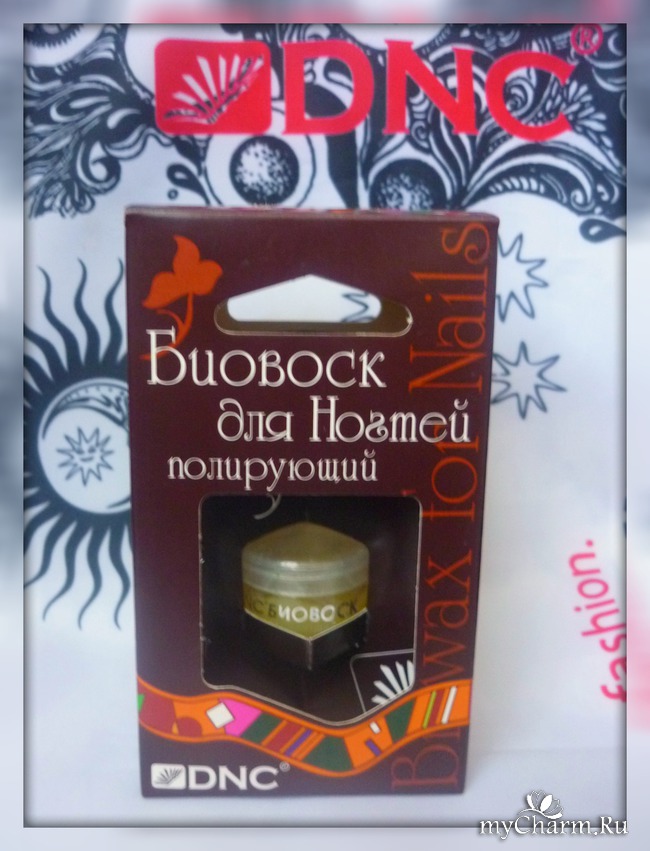 DNC®
Биовоск
для Ногтей
полирующий
Biowax for Nails
С БИОВОСК
fashion.
DNC®
myCharm.Ru